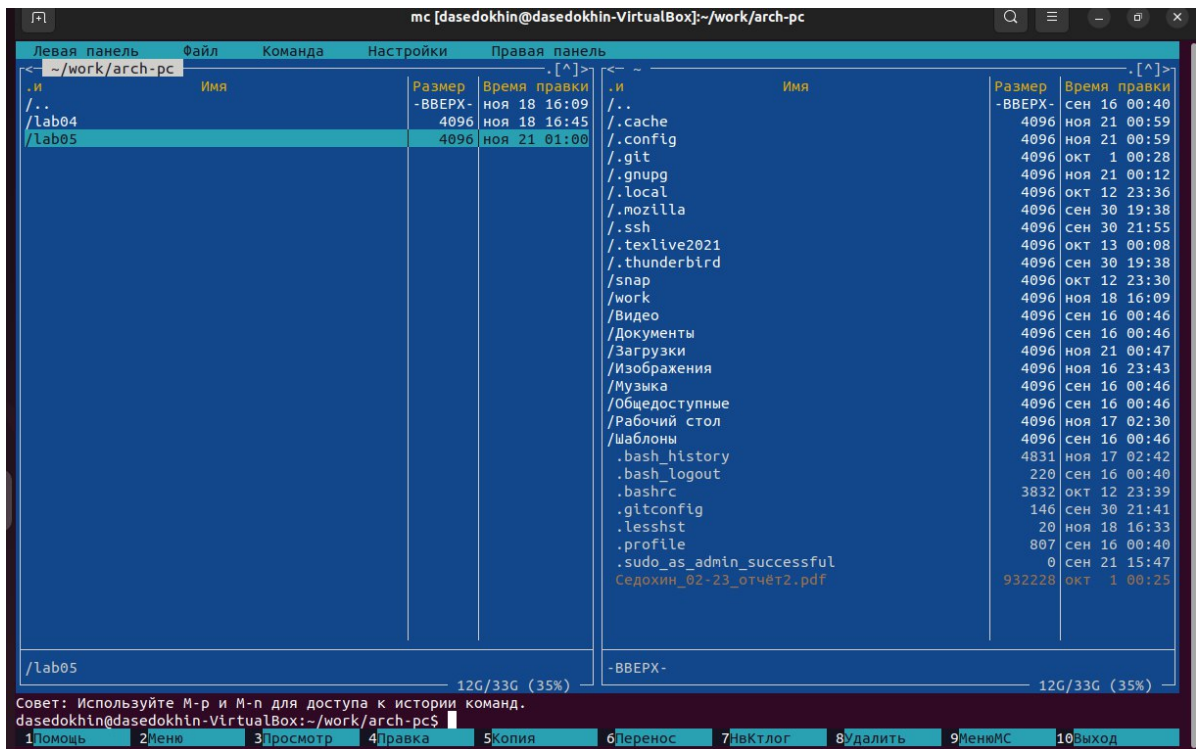 mc [dasedokhin@dasedokhin-VirtualBox]:~/work/arch-pc
Левая панель Файл Команда Настройки Правая панель
<─ ~/work/arch-pc .[^]>
.и Имя Размер Время правки
/.. -ВВЕРХ- ноя 18 16:09
/lab04 4096 ноя 18 16:45
/lab05 4096 ноя 21 01:00
/lab05
12G/33G (35%)
<─ ~ .[^]>
.и Имя Размер Время правки
/.. -ВВЕРХ- сен 16 00:40
/.cache 4096 ноя 21 00:59
/.config 4096 ноя 21 00:59
/.git 4096 окт 1 00:28
/.gnupg 4096 ноя 21 00:12
/.local 4096 окт 12 23:36
/.mozilla 4096 сен 30 19:38
/.ssh 4096 сен 30 21:55
/.texlive2021 4096 окт 13 00:08
/.thunderbird 4096 сен 30 19:38
/snap 4096 окт 12 23:30
/work 4096 ноя 18 16:09
/Видео 4096 сен 16 00:46
/Документы 4096 сен 16 00:46
/Загрузки 4096 ноя 21 00:47
/Изображения 4096 ноя 16 23:43
/Музыка 4096 сен 16 00:46
/Общедоступные 4096 сен 16 00:46
/Рабочий стол 4096 ноя 17 02:30
/Шаблоны 4096 сен 16 00:46
.bash_history 4831 ноя 17 02:42
.bash_logout 220 сен 16 00:40
.bashrc 3832 окт 12 23:39
.gitconfig 146 сен 30 21:41
.lesshst 20 ноя 18 16:33
.profile 807 сен 16 00:40
.sudo_as_admin_successful 0 сен 21 15:47
Седохин_02-23_отчёт2.pdf 932228 окт 1 00:25
-ВВЕРХ-
12G/33G (35%)
Совет: Используйте M-p и M-n для доступа к истории команд.
dasedokhin@dasedokhin-VirtualBox:~/work/arch-pc$
1Помощь 2Меню 3Просмотр 4Правка 5Копия 6Перенос 7НвКтлог 8Удалить 9МенюMC 10Выход